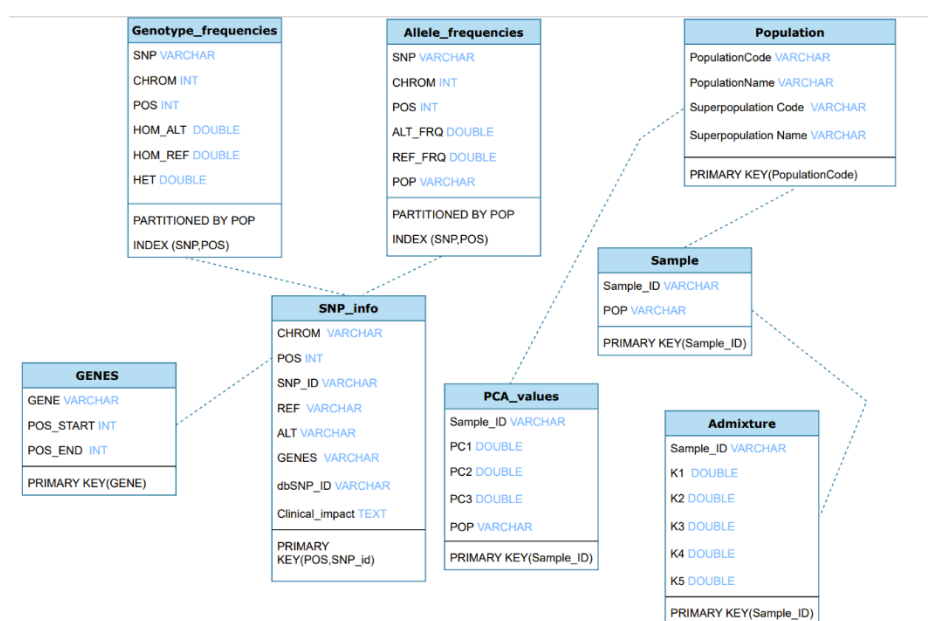 Genotype_frequencies
SNP VARCHAR
CHROM INT
POS INT
HOM_ALT DOUBLE
HOM_REF DOUBLE
HET DOUBLE
PARTITIONED BY POP
INDEX (SNP,POS)
Allele_frequencies
SNP VARCHAR
CHROM INT
POS INT
ALT_FRQ DOUBLE
REF_FRQ DOUBLE
POP VARCHAR
PARTITIONED BY POP
INDEX (SNP,POS)
Population
PopulationCode VARCHAR
PopulationName VARCHAR
Superpopulation Code VARCHAR
Superpopulation Name VARCHAR
PRIMARY KEY(PopulationCode)
Sample
Sample_ID VARCHAR
POP VARCHAR
PRIMARY KEY(Sample_ID)
SNP_info
CHROM VARCHAR
POS INT
SNP_ID VARCHAR
REF VARCHAR
ALT VARCHAR
GENES VARCHAR
dbSNP_ID VARCHAR
Clinical_impact TEXT
PRIMARY
KEY(POS,SNP_id)
GENES
GENE VARCHAR
POS_START INT
POS_END INT
PRIMARY KEY(GENE)
PCA_values
Sample_ID VARCHAR
PC1 DOUBLE
PC2 DOUBLE
PC3 DOUBLE
POP VARCHAR
PRIMARY KEY(Sample_ID)
Admixture
Sample_ID VARCHAR
K1 DOUBLE
K2 DOUBLE
K3 DOUBLE
K4 DOUBLE
K5 DOUBLE
PRIMARY KEY(Sample_ID)